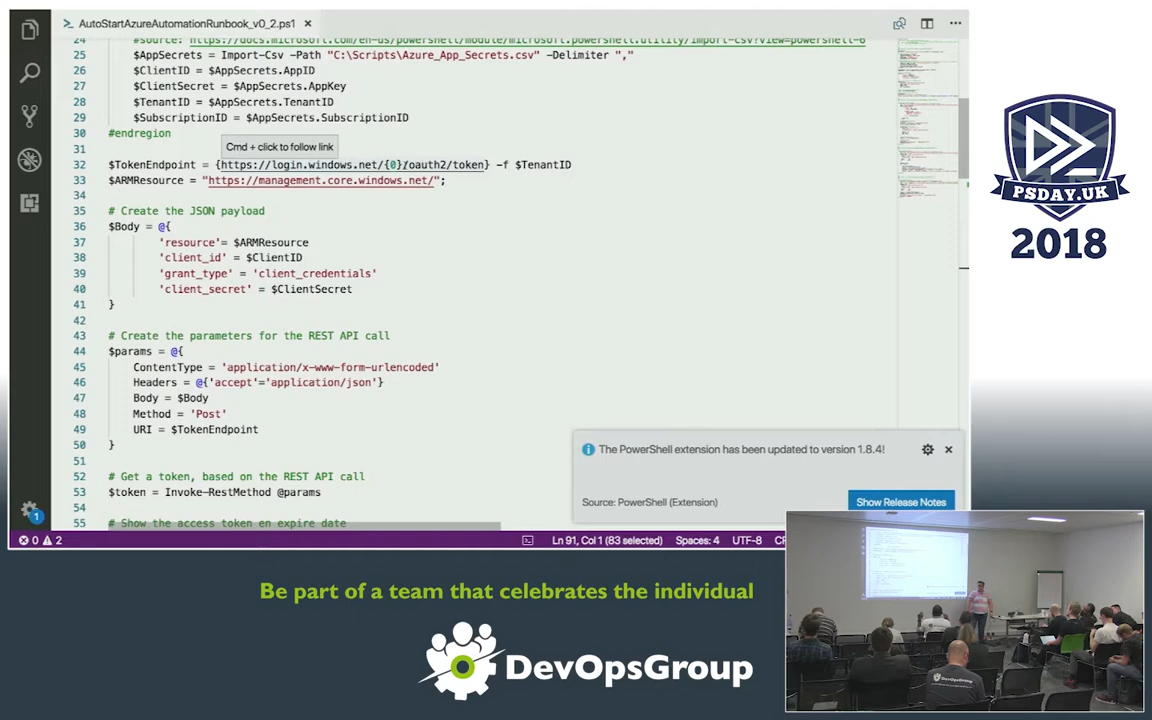 AutoStartAzureAutomationRunbook_v0_2.ps1
24 #source: https://docs.microsoft.com/en-us/powershell/module/microsoft.powershell.utility/import-csv?view=powershell-6
25 $AppSecrets = Import-Csv -Path "C:\Scripts\Azure_App_Secrets.csv" -Delimiter ","
26 $ClientID = $AppSecrets.AppID
27 $ClientSecret = $AppSecrets.AppKey
28 $TenantID = $AppSecrets.TenantID
29 $SubscriptionID = $AppSecrets.SubscriptionID
30 #endregion
31
Cmd + click to follow link
32 $TokenEndpoint = {https://login.windows.net/{0}/oauth2/token} -f $TenantID
33 $ARMResource = "https://management.core.windows.net/";
34
35 # Create the JSON payload
36 $Body = @{
37 'resource'= $ARMResource
38 'client_id' = $ClientID
39 'grant_type' = 'client_credentials'
40 'client_secret' = $ClientSecret
41 }
42
43 # Create the parameters for the REST API call
44 $params = @{
45 ContentType = 'application/x-www-form-urlencoded'
46 Headers = @{'accept'='application/json'}
47 Body = $Body
48 Method = 'Post'
49 URI = $TokenEndpoint
50 }
51
52 # Get a token, based on the REST API call
53 $token = Invoke-RestMethod @params
54
55 # Show the access token en expire date
The PowerShell extension has been updated to version 1.8.4!
Source: PowerShell (Extension)
Show Release Notes
1
0 2
Ln 91, Col 1 (83 selected) Spaces: 4 UTF-8
PSDAY.UK
2018
Be part of a team that celebrates the individual
DevOpsGroup
DevOpsGroup